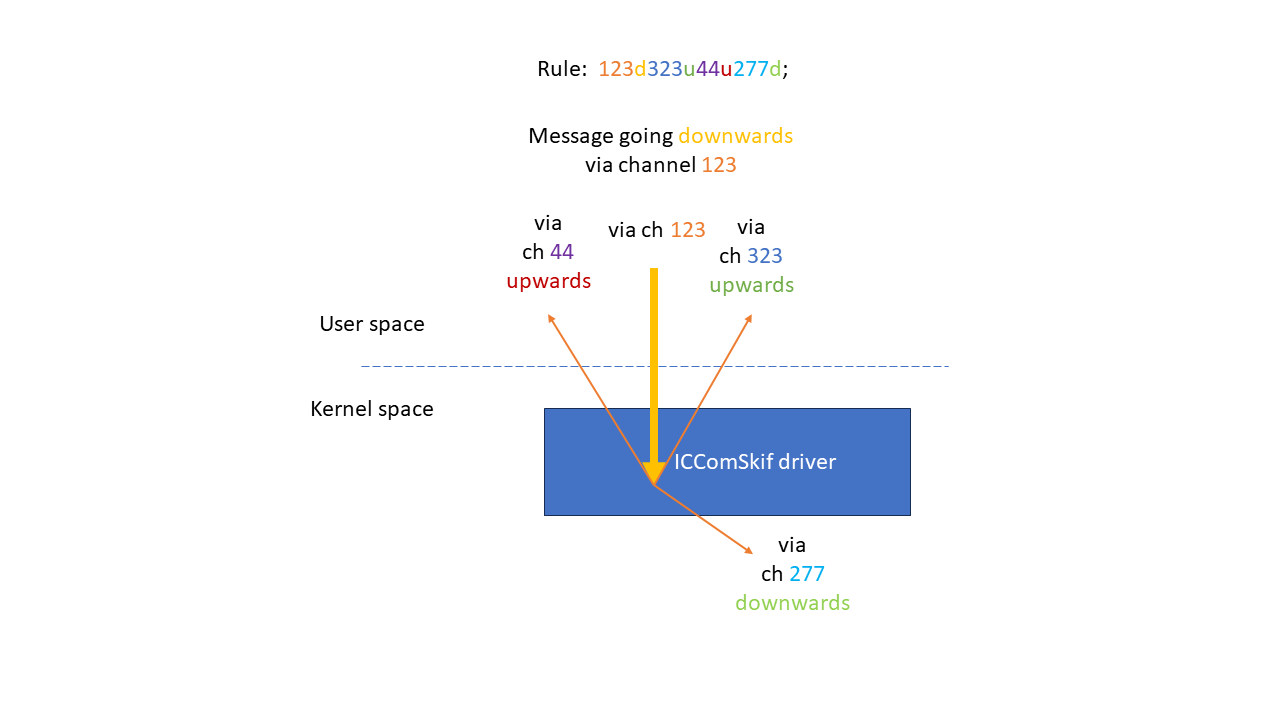 Rule: 123d323u44u277d;
Message going downwards
via channel 123
via
ch 44
upwards
via ch 123
via
ch 323
upwards
User space
Kernel space
ICComSkif driver
via
ch 277
downwards